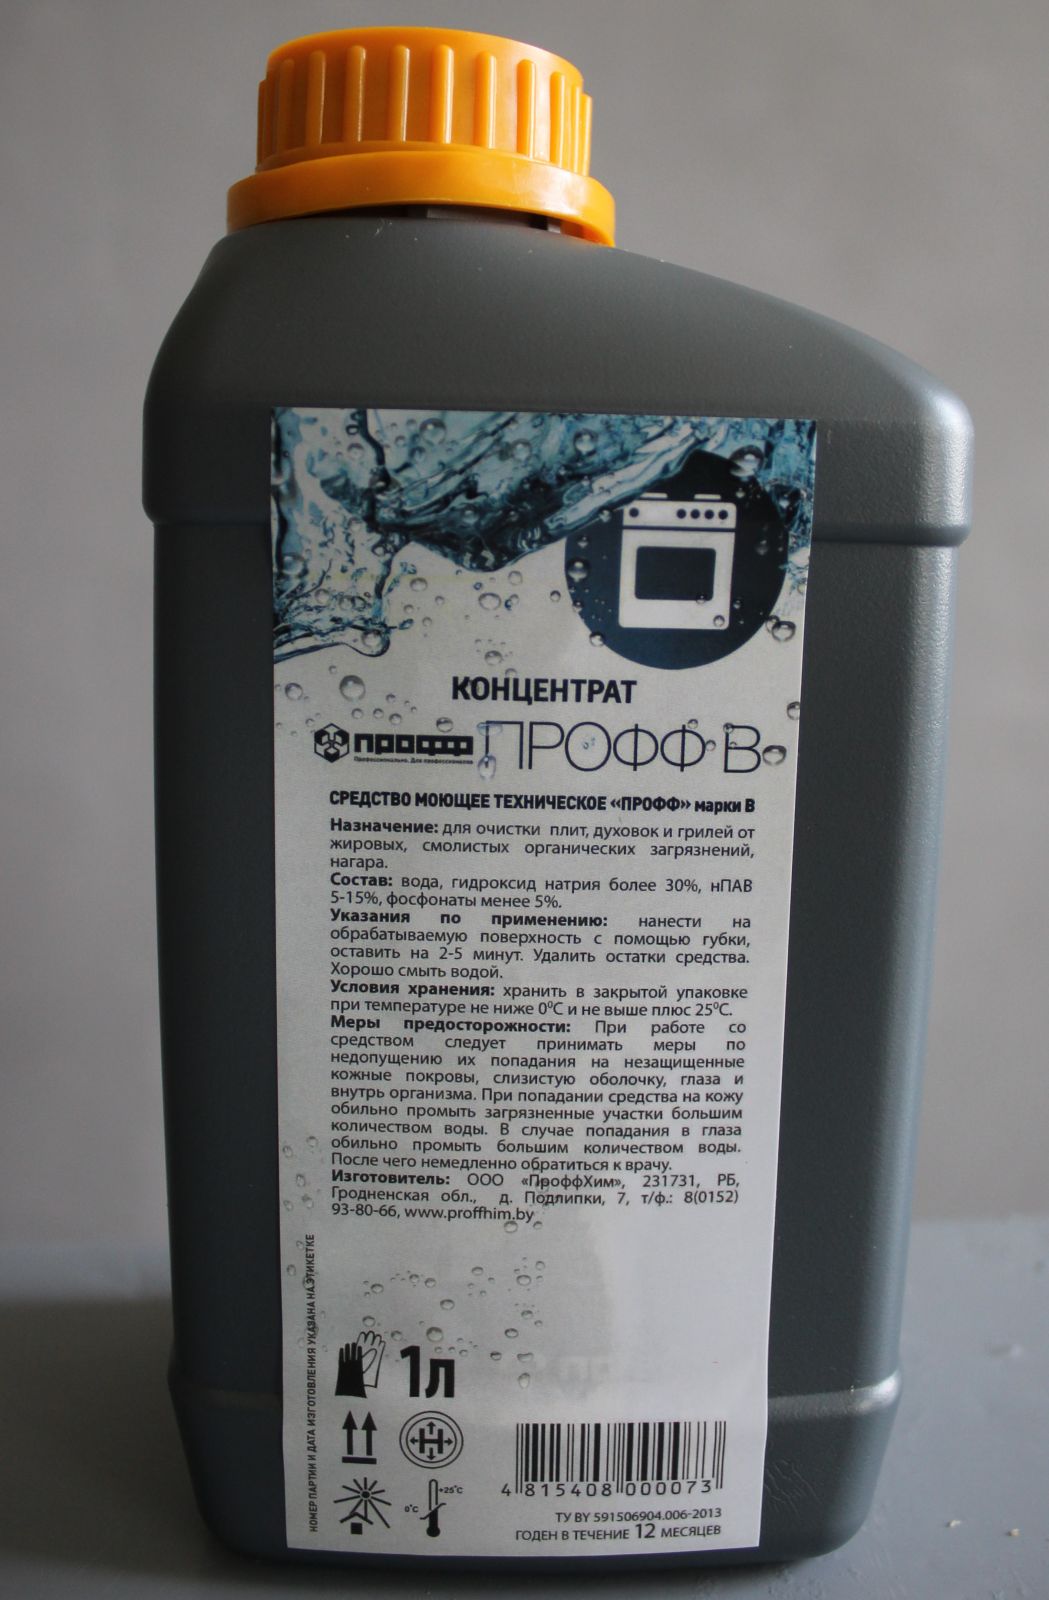 КОНЦЕНТРАТ
ПРОФФ
Профессионально. Для профессионалов
ПРОФФ В
СРЕДСТВО МОЮЩЕЕ ТЕХНИЧЕСКОЕ «ПРОФФ» марки В
Назначение: для очистки плит, духовок и грилей от
жировых, смолистых органических загрязнений,
нагара.
Состав: вода, гидроксид натрия более 30%, нПАВ
5-15%, фосфонаты менее 5%.
Указания по применению: нанести на
обрабатываемую поверхность с помощью губки,
оставить на 2-5 минут. Удалить остатки средства.
Хорошо смыть водой.
Условия хранения: хранить в закрытой упаковке
при температуре не ниже 0⁰С и не выше плюс 25⁰С.
Меры предосторожности: При работе со
средством следует принимать меры по
недопущению их попадания на незащищенные
кожные покровы, слизистую оболочку, глаза и
внутрь организма. При попадании средства на кожу
обильно промыть загрязненные участки большим
количеством воды. В случае попадания в глаза
обильно промыть большим количеством воды.
После чего немедленно обратиться к врачу.
Изготовитель: ООО «ПроффХим», 231731, РБ,
Гродненская обл., д. Подлипки, 7, т/ф.: 8(0152)
93-80-66, www.proffhim.by
НОМЕР ПАРТИИ И ДАТА ИЗГОТОВЛЕНИЯ УКАЗАНА НА ЭТИКЕТКЕ
1л
+25°C
0°C
4 815408 000073
ТУ BY 591506904.006-2013
ГОДЕН В ТЕЧЕНИЕ 12 МЕСЯЦЕВ